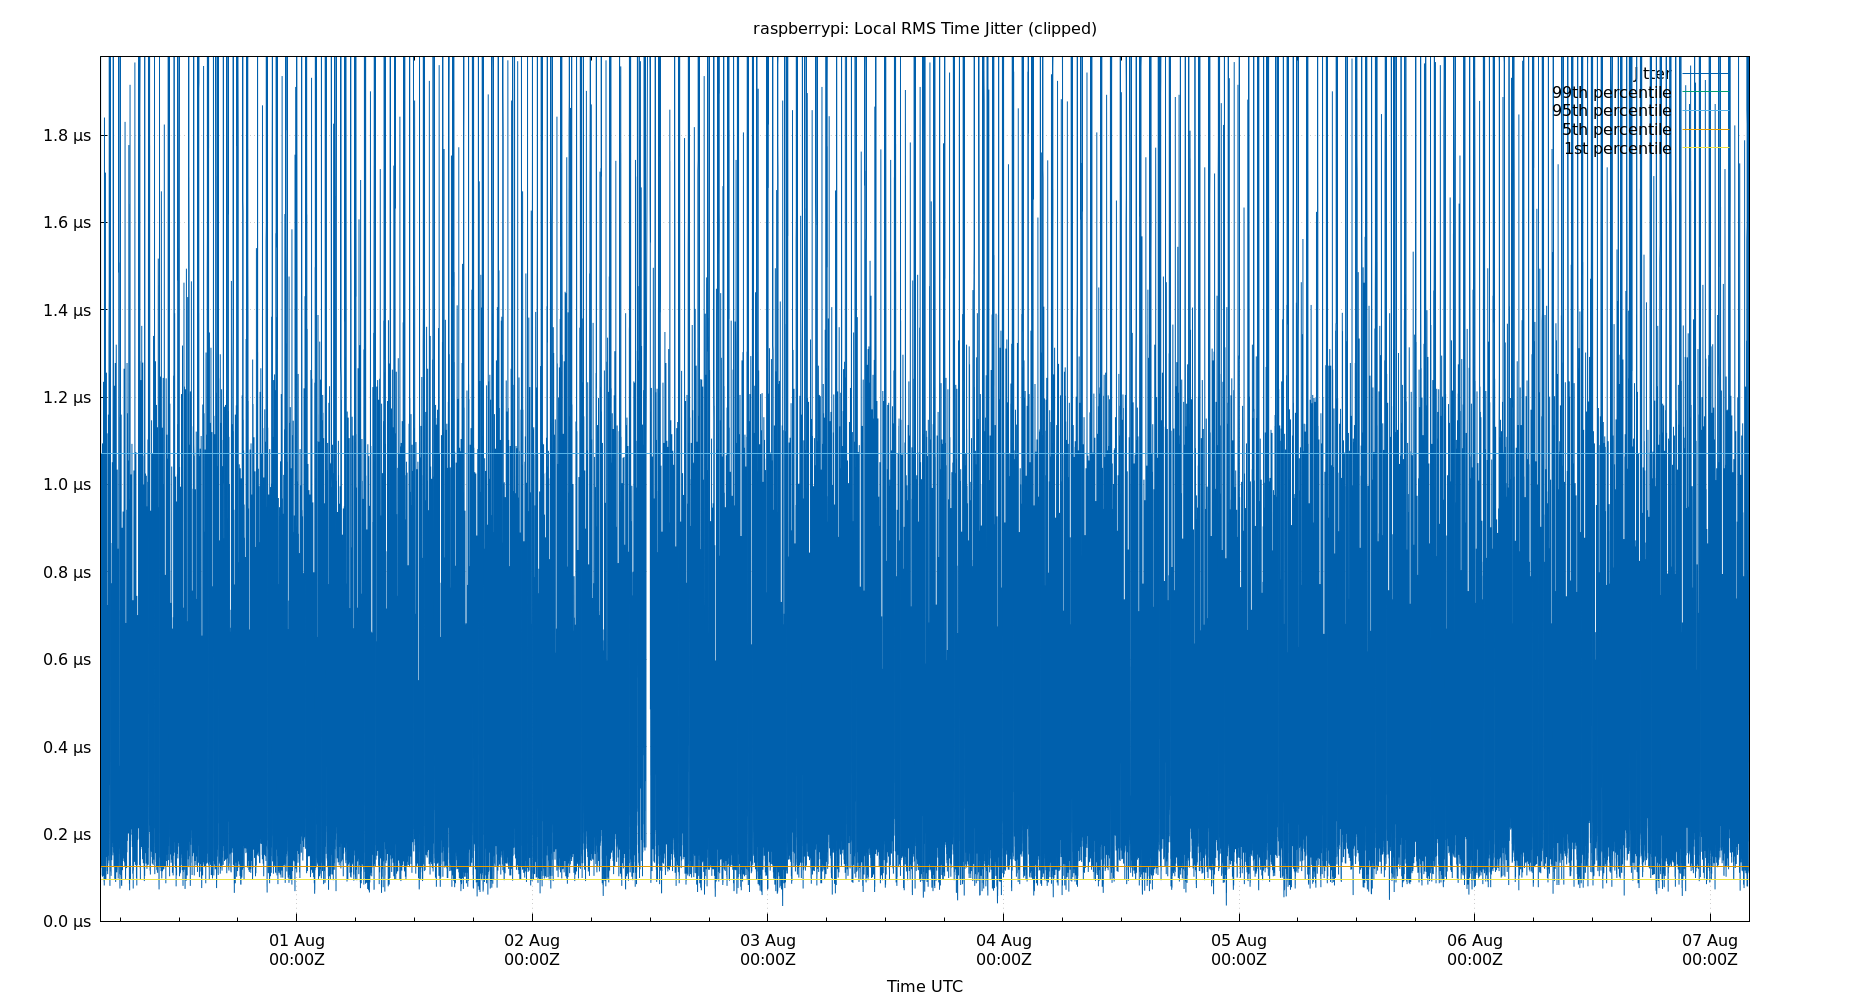 raspberrypi: Local RMS Time Jitter (clipped)
jitter
99th percentile
95th percentile
5th percentile
1st percentile
1.8 µs
1.6 µs
1.4 µs
1.2 µs
1.0 µs
0.8 µs
0.6 µs
0.4 µs
0.2 µs
0.0 µs
01 Aug 02 Aug 03 Aug 04 Aug 05 Aug 06 Aug 07 Aug
00:00Z 00:00Z 00:00Z 00:00Z 00:00Z 00:00Z 00:00Z
Time UTC